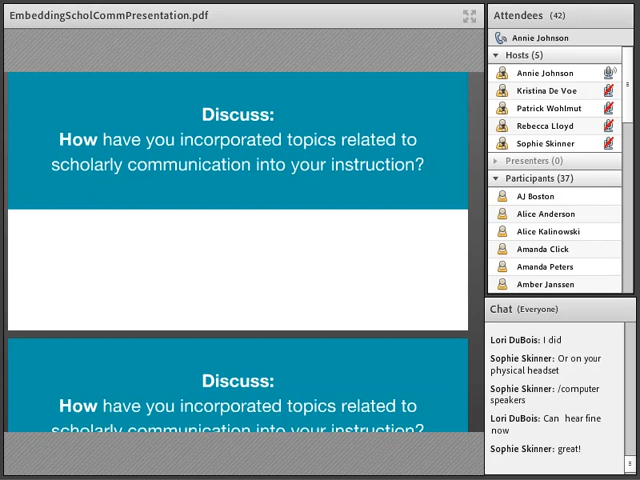 EmbeddingScholCommPresentation.pdf
Discuss:
How have you incorporated topics related to
scholarly communication into your instruction?
Discuss:
How have you incorporated topics related to
scholarly communication into your instruction?
Attendees (42)
Annie Johnson
Hosts (5)
Annie Johnson
Kristina De Voe
Patrick Wohlmut
Rebecca Lloyd
Sophie Skinner
Presenters (0)
Participants (37)
AJ Boston
Alice Anderson
Alice Kalinowski
Amanda Click
Amanda Peters
Amber Janssen
Chat (Everyone)
Lori DuBois: I did
Sophie Skinner: Or on your
physical headset
Sophie Skinner: /computer
speakers
Lori DuBois: Can hear fine
now
Sophie Skinner: great!